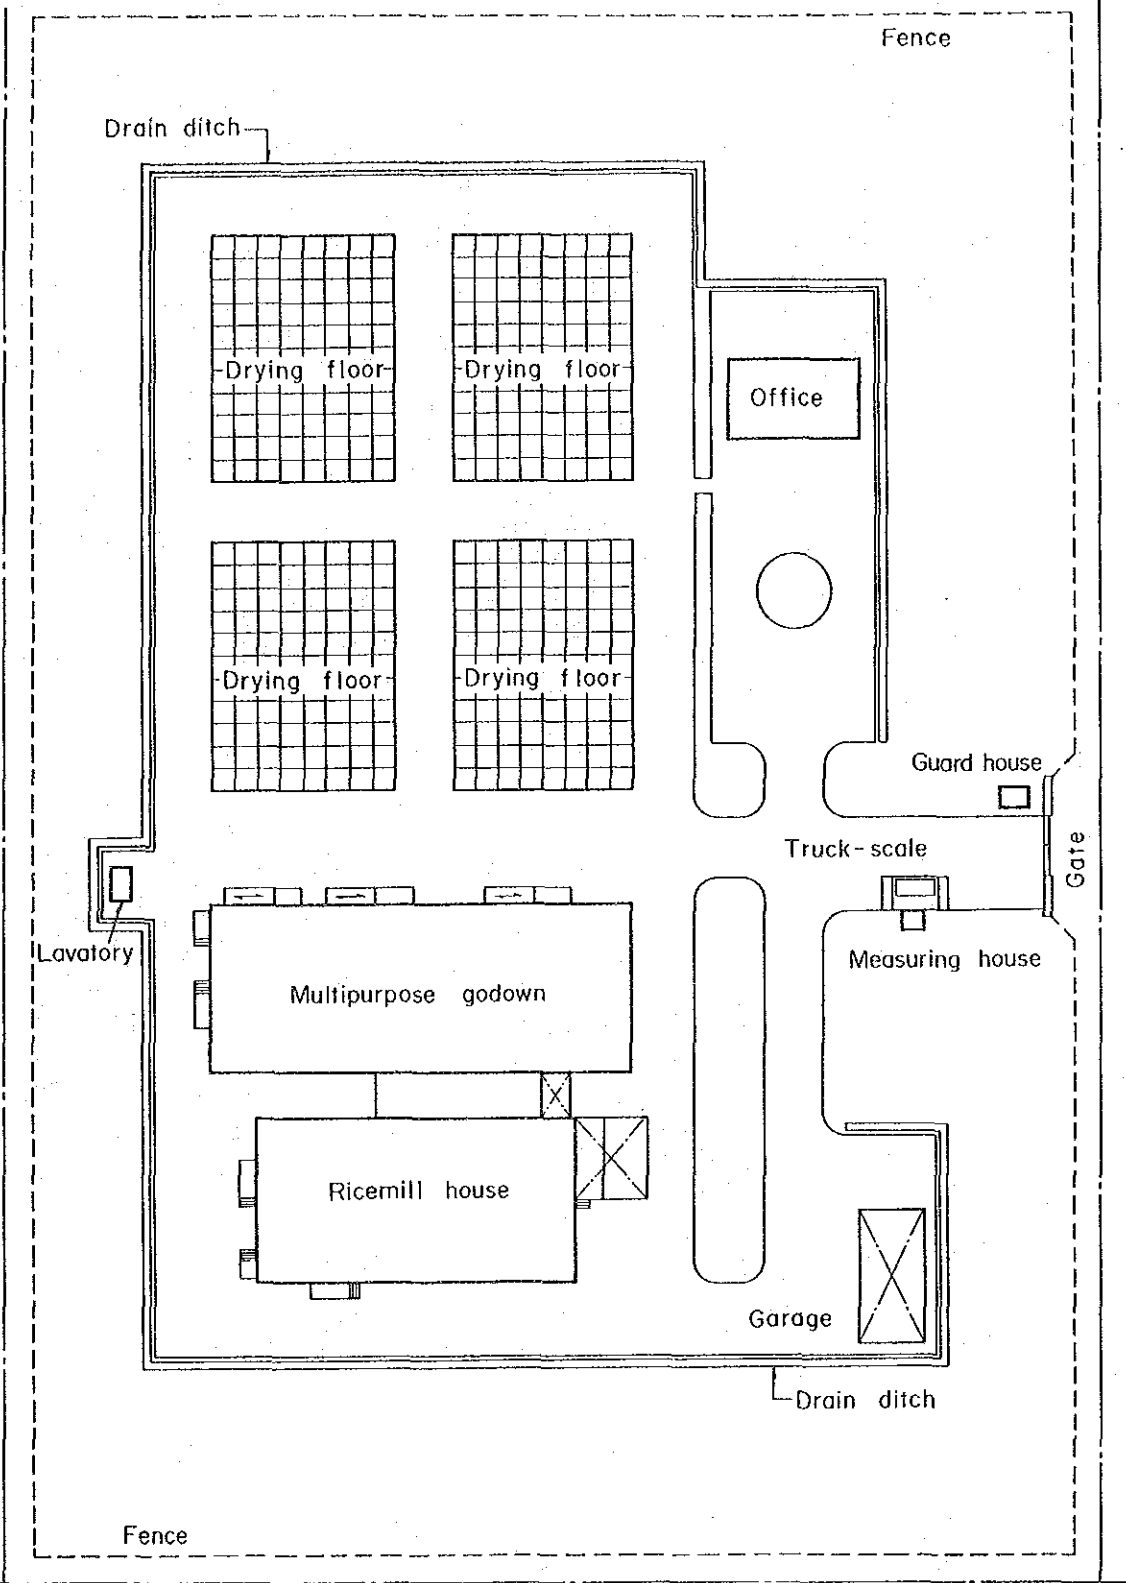 Fence
Drain ditch
Drying floor
Drying floor
Office
Drying floor
Drying floor
Guard house
Truck-scale
Gate
Lavatory
Measuring house
Multipurpose godown
Ricemill house
Garage
Drain ditch
Fence